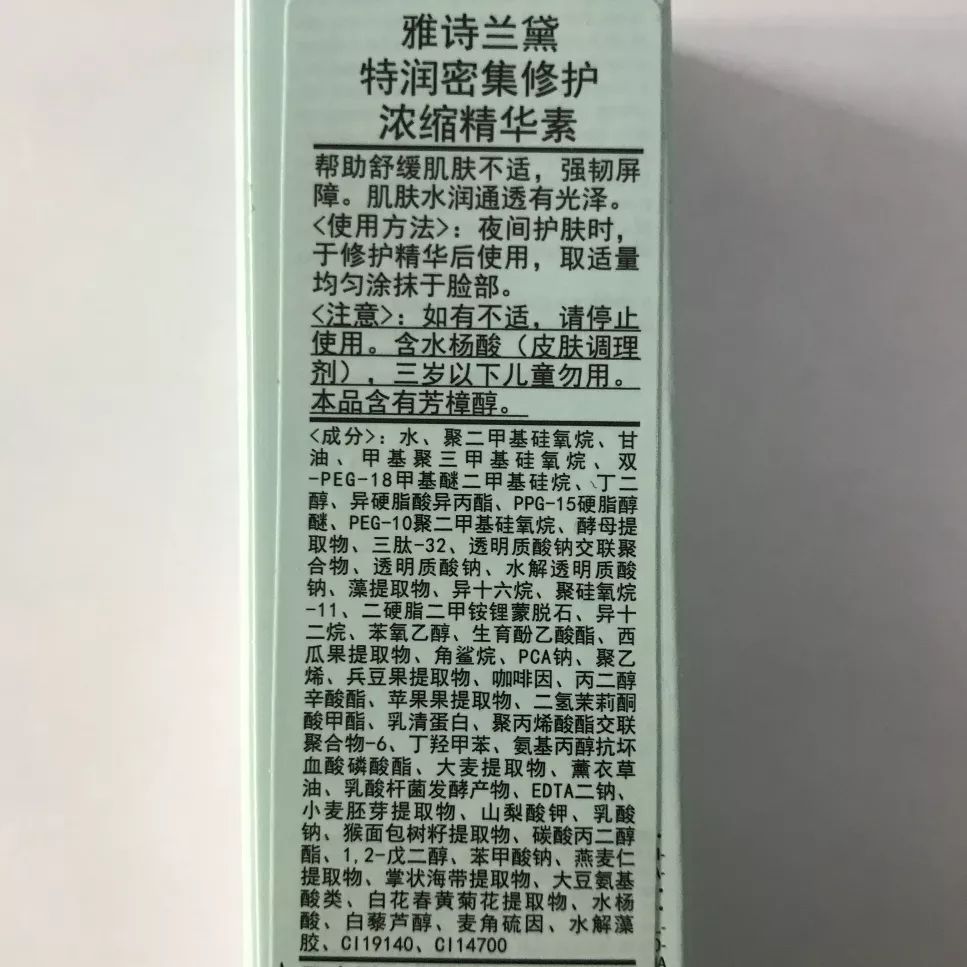 雅诗兰黛
特润密集修护
浓缩精华素
帮助舒缓肌肤不适，强韧屏
障。肌肤水润通透有光泽。
<使用方法>：夜间护肤时，
于修护精华后使用，取适量
均匀涂抹于脸部。
<注意>：如有不适，请停止
使用。含水杨酸（皮肤调理
剂），三岁以下儿童勿用。
本品含有芳樟醇。
<成分>：水、聚二甲基硅氧烷、甘
油、甲基聚三甲基硅氧烷、双
-PEG-18甲基醚二甲基硅烷、丁二
醇、异硬脂酸异丙酯、PPG-15硬脂醇
醚、PEG-10聚二甲基硅氧烷、酵母提
取物、三肽-32、透明质酸钠交联聚
合物、透明质酸钠、水解透明质酸
钠、藻提取物、异十六烷、聚硅氧烷
-11、二硬脂二甲铵锂蒙脱石、异十
二烷、苯氧乙醇、生育酚乙酸酯、西
瓜果提取物、角鲨烷、PCA钠、聚乙
烯、兵豆果提取物、咖啡因、丙二醇
辛酸酯、苹果果提取物、二氢茉莉酮
酸甲酯、乳清蛋白、聚丙烯酸酯交联
聚合物-6、丁羟甲苯、氨基丙醇抗坏
血酸磷酸酯、大麦提取物、薰衣草
油、乳酸杆菌发酵产物、EDTA二钠、
小麦胚芽提取物、山梨酸钾、乳酸
钠、猴面包树籽提取物、碳酸丙二醇
酯、1,2-戊二醇、苯甲酸钠、燕麦仁
提取物、掌状海带提取物、大豆氨基
酸类、白花春黄菊花提取物、水杨
酸、白藜芦醇、麦角硫因、水解藻
胶、CI19140、CI14700